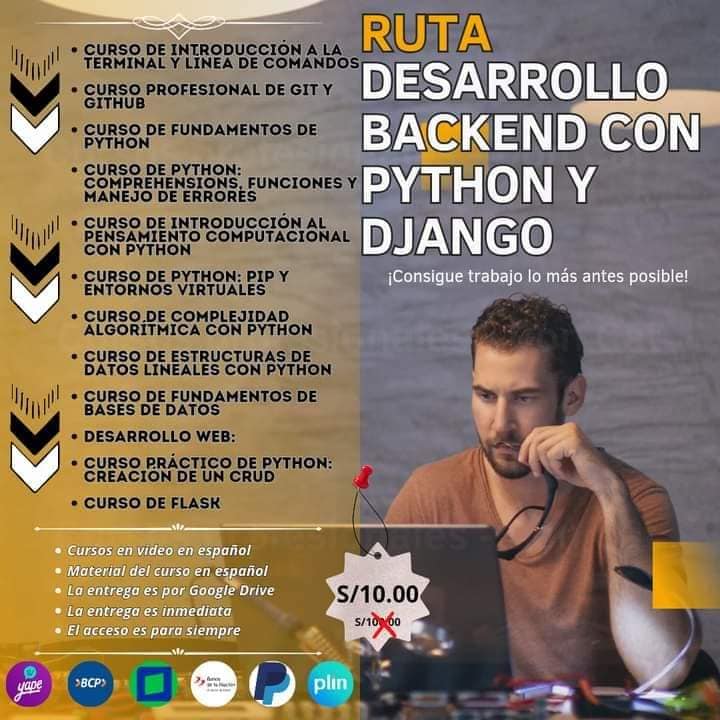 RUTA
DESARROLLO
BACKEND CON
PYTHON Y
DJANGO
¡Consigue trabajo lo más antes posible!
• CURSO DE INTRODUCCIÓN A LA
TERMINAL Y LINEA DE COMANDOS
• CURSO PROFESIONAL DE GIT Y
GITHUB
• CURSO DE FUNDAMENTOS DE
PYTHON
• CURSO DE PYTHON:
COMPREHENSIONS, FUNCIONES Y
MANEJO DE ERRORES
• CURSO DE INTRODUCCIÓN AL
PENSAMIENTO COMPUTACIONAL
CON PYTHON
• CURSO DE PYTHON: PIP Y
ENTORNOS VIRTUALES
• CURSO DE COMPLEJIDAD
ALGORÍTMICA CON PYTHON
• CURSO DE ESTRUCTURAS DE
DATOS LINEALES CON PYTHON
• CURSO DE FUNDAMENTOS DE
BASES DE DATOS
• DESARROLLO WEB:
• CURSO PRÁCTICO DE PYTHON:
CREACIÓN DE UN CRUD
• CURSO DE FLASK
• Cursos en video en español
• Material del curso en español
• La entrega es por Google Drive
• La entrega es inmediata
• El acceso es para siempre
S/10.00
yape
BCP
Banco
de la Nación
plin